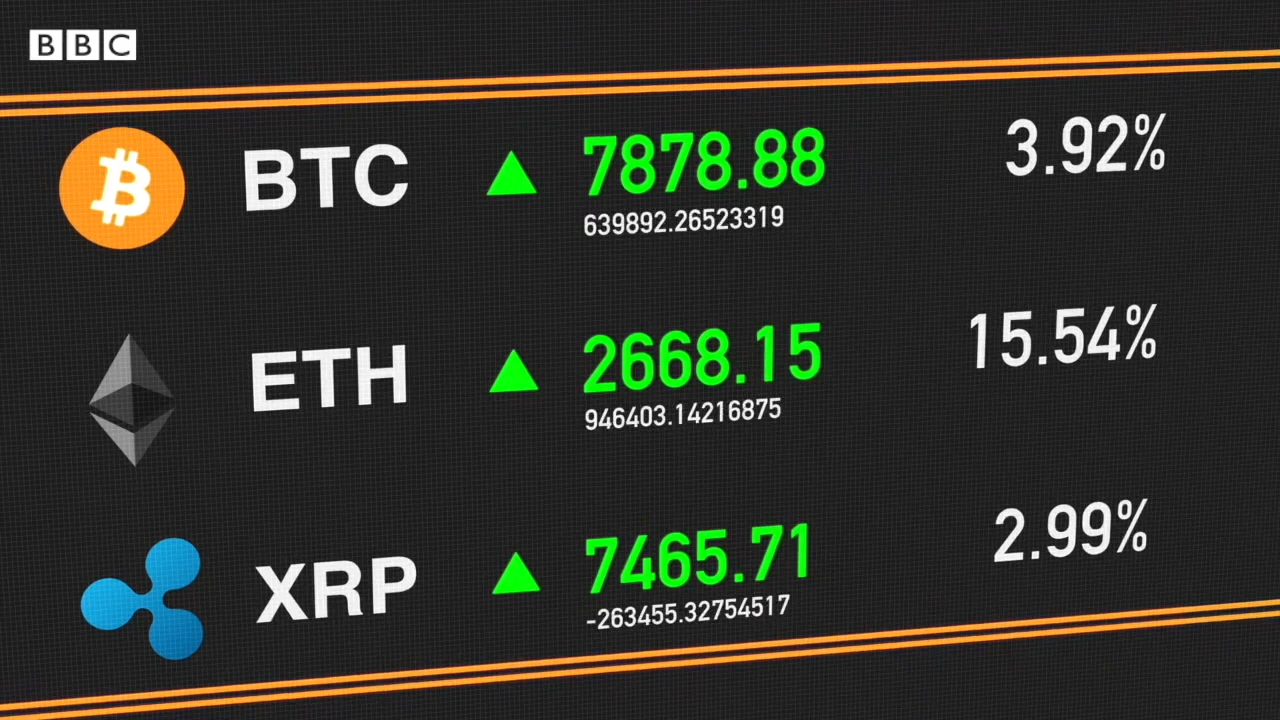 BBC
BTC ▲ 7878.88 3.92%
639892.26523319
ETH ▲ 2668.15 15.54%
946403.14216875
XRP ▲ 7465.71 2.99%
-263455.32754517